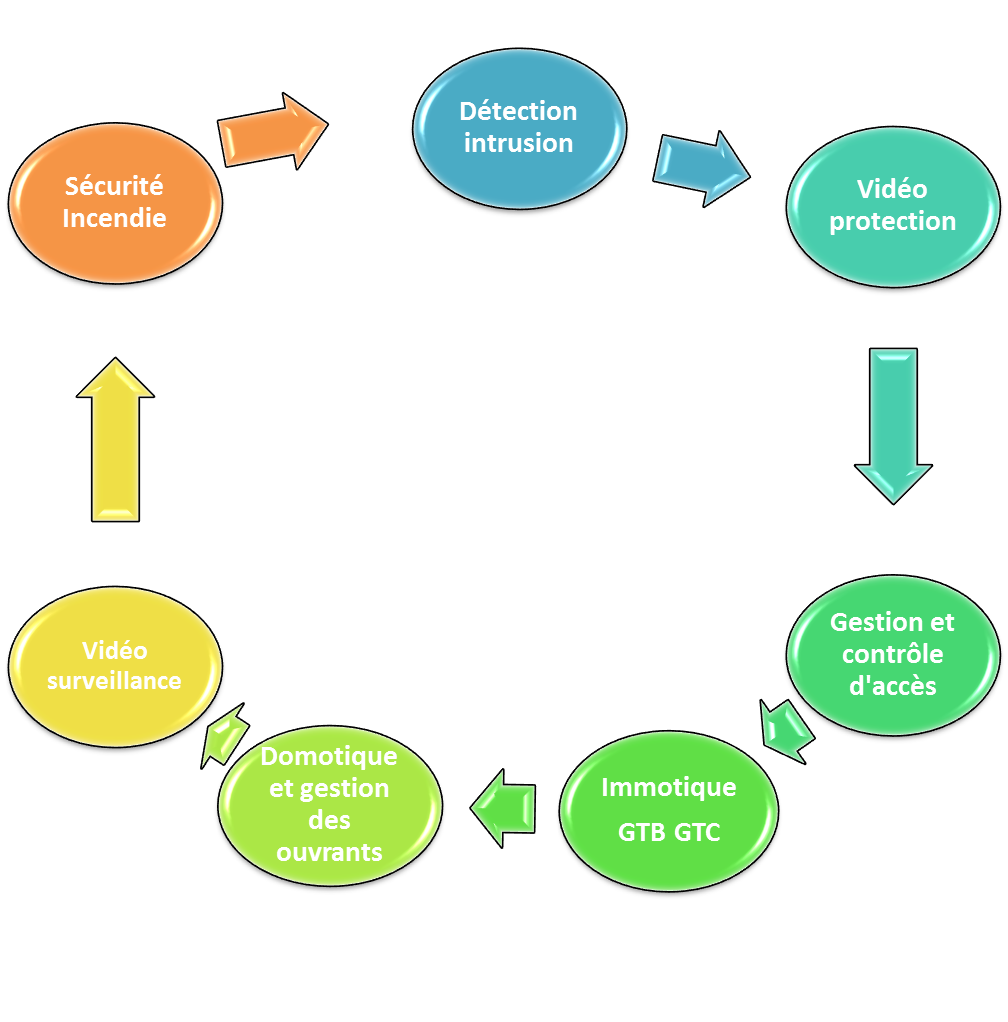 Détection
intrusion
Vidéo
protection
Gestion et
contrôle
d'accès
Immotique
GTB GTC
Domotique
et gestion
des
ouvrants
Vidéo
surveillance
Sécurité
Incendie